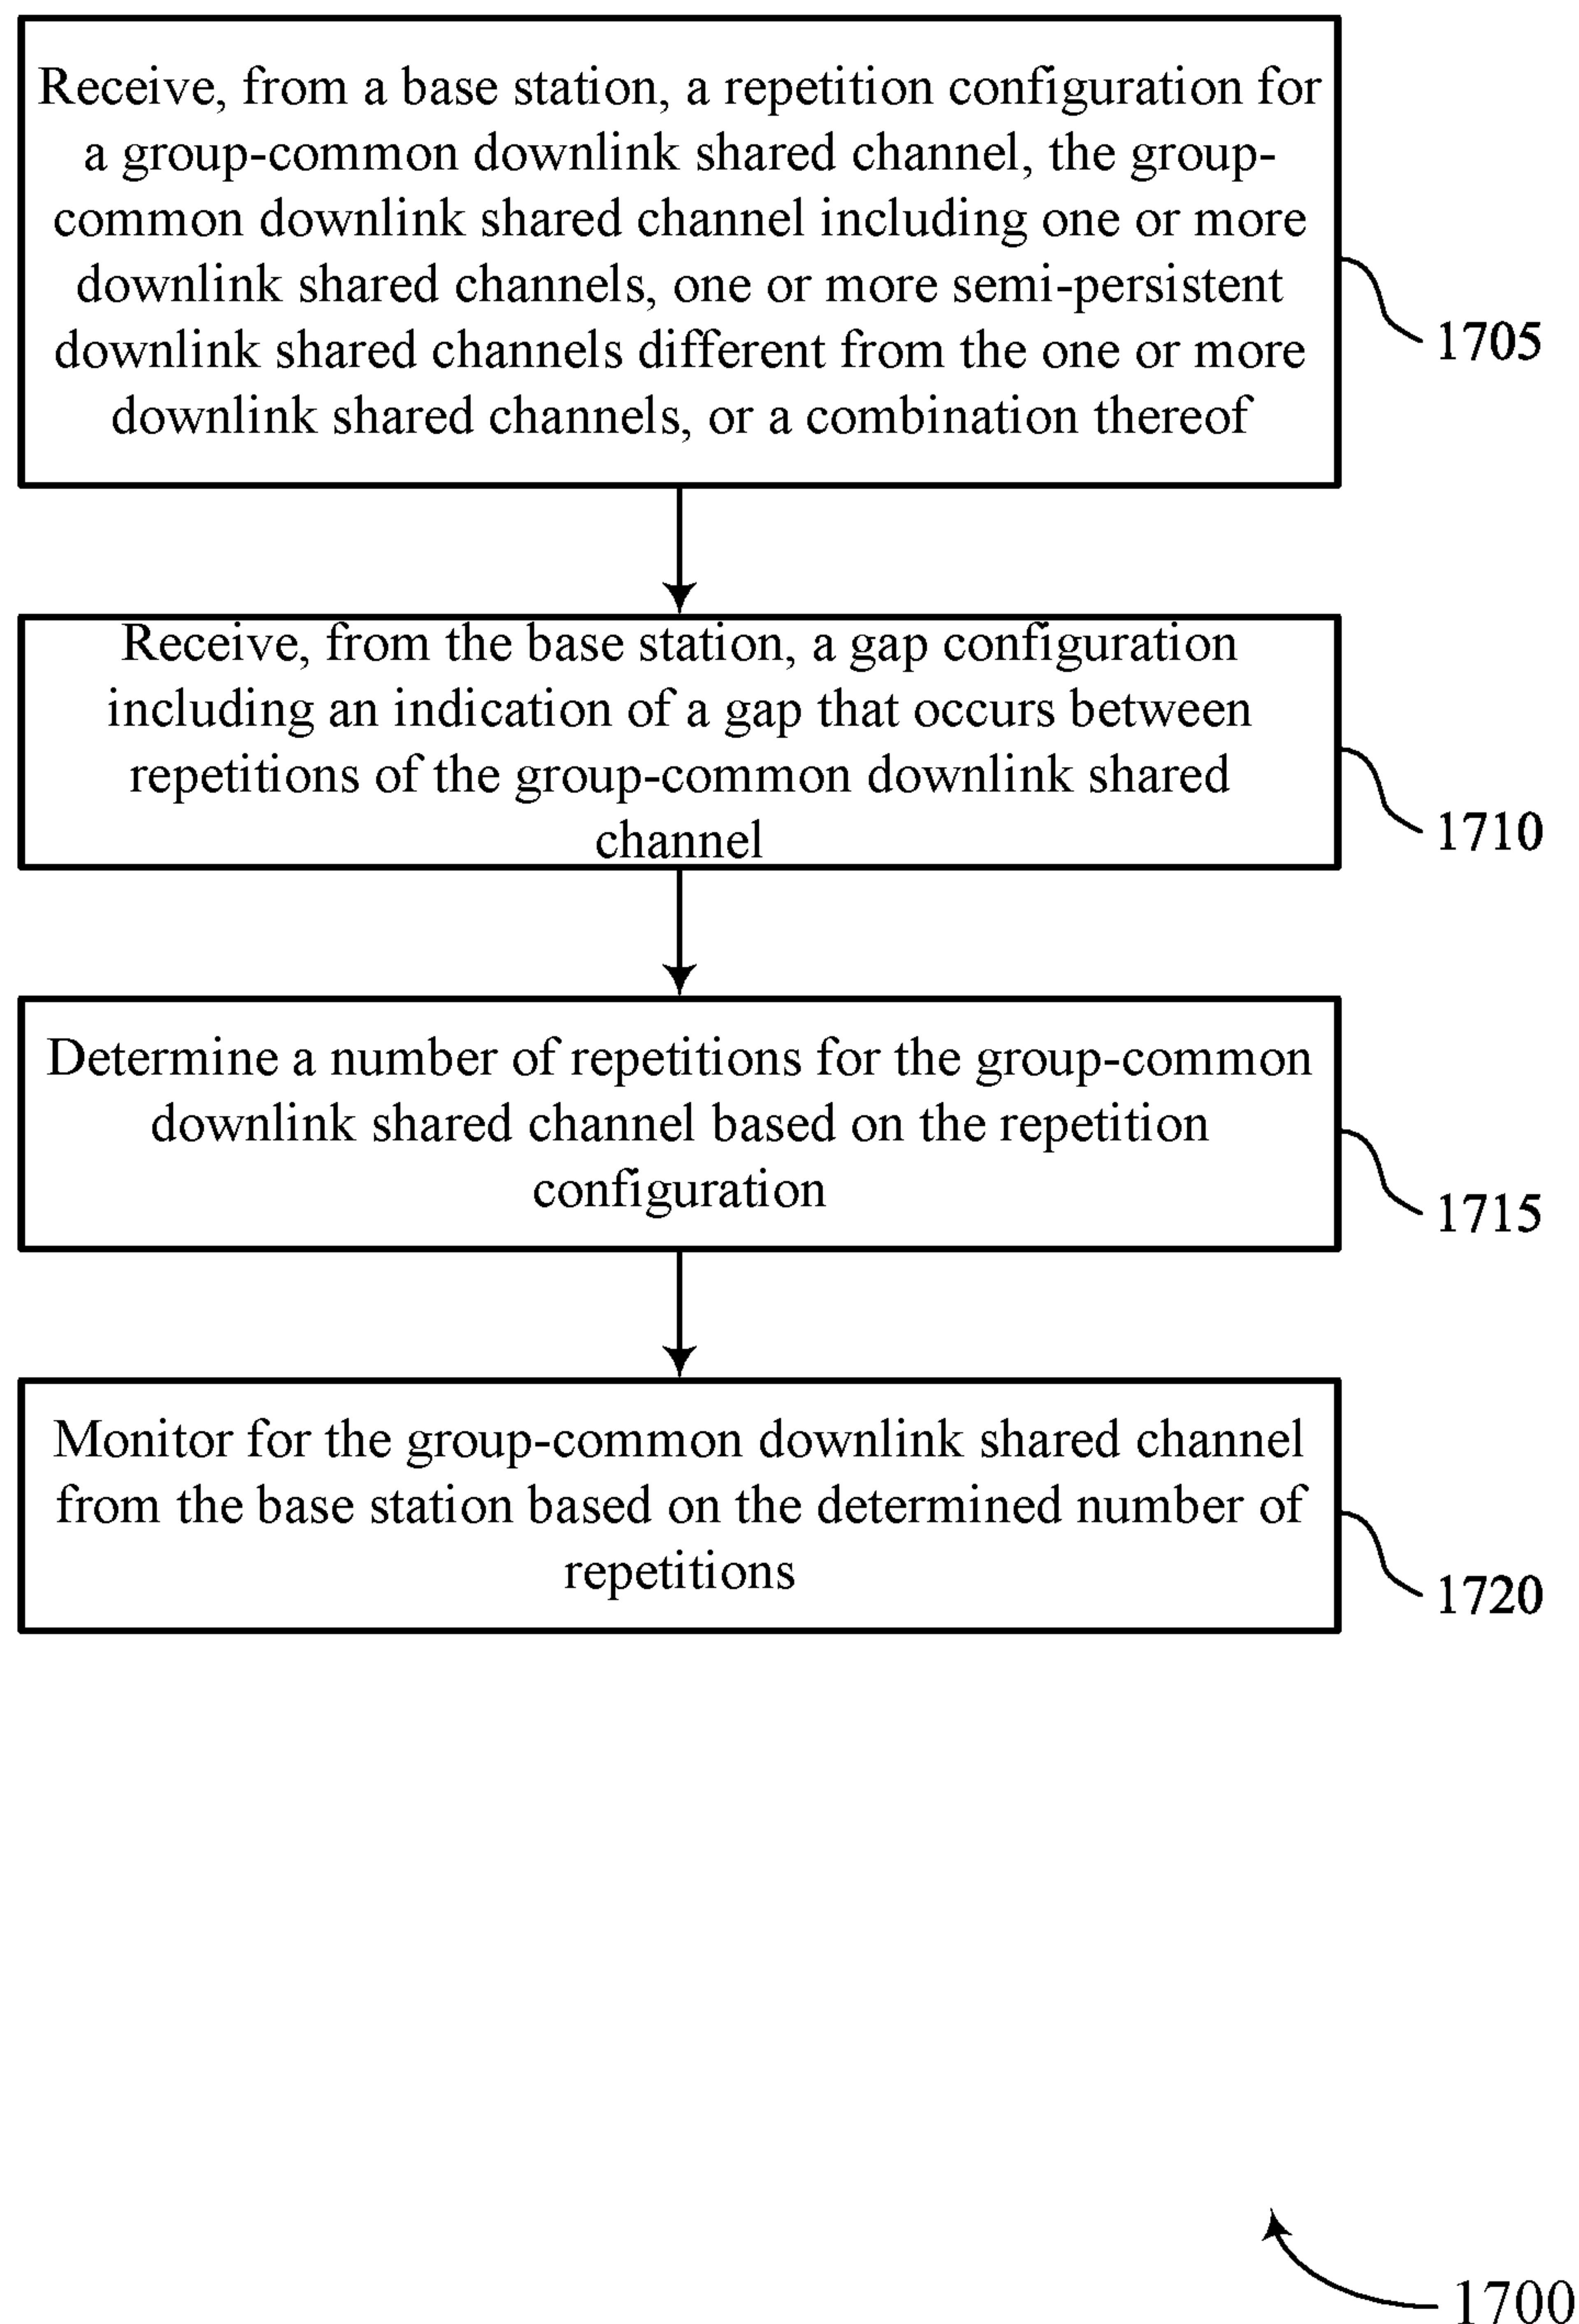 Receive, from a base station, a repetition configuration for
a group-common downlink shared channel, the group-
common downlink shared channel including one or more
downlink shared channels, one or more semi-persistent
downlink shared channels different from the one or more
downlink shared channels, or a combination thereof
1705
Receive, from the base station, a gap configuration
including an indication of a gap that occurs between
repetitions of the group-common downlink shared
channel
1710
Determine a number of repetitions for the group-common
downlink shared channel based on the repetition
configuration
1715
Monitor for the group-common downlink shared channel
from the base station based on the determined number of
repetitions
1720
1700